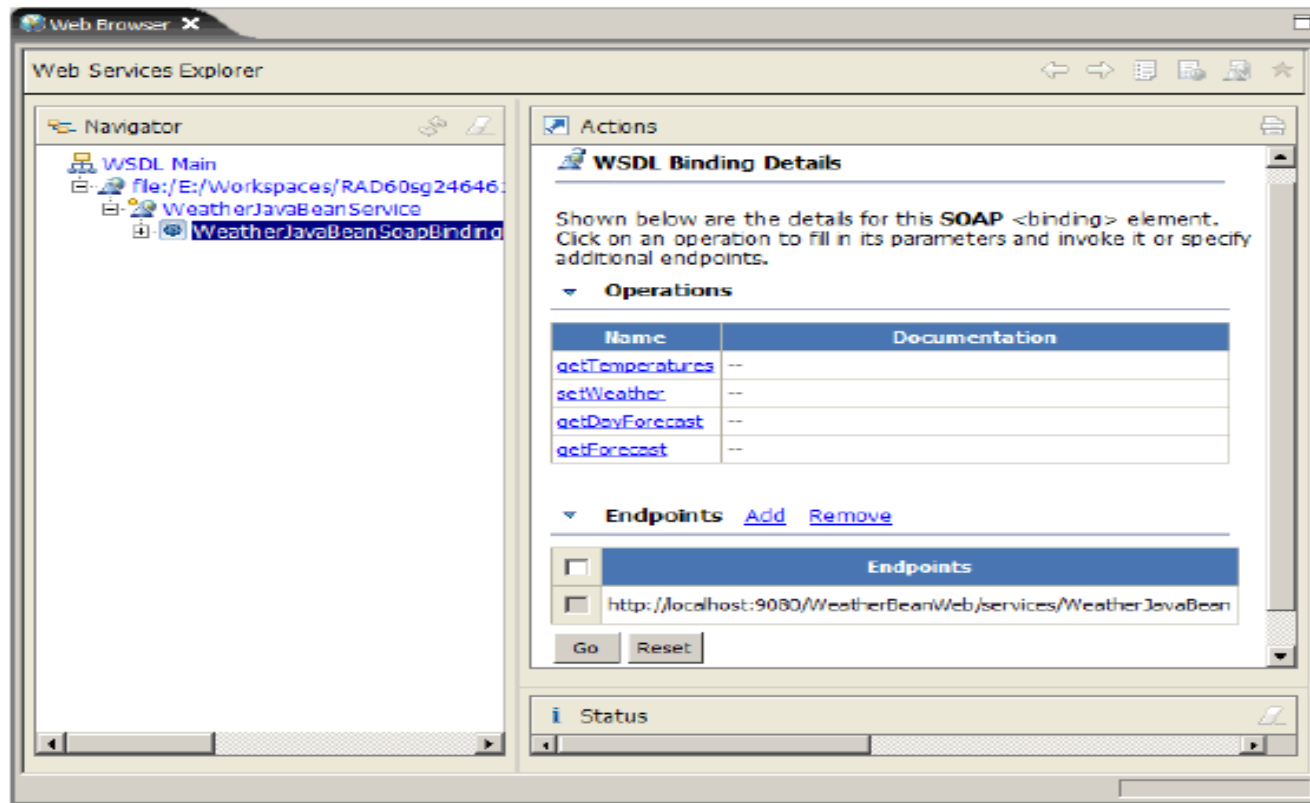 Web Browser
Web Services Explorer
Navigator
WSDL Main
file:/E:/Workspaces/RAD60sg24646
WeatherJavaBeanService
WeatherJavaBeanSoapBinding
Actions
WSDL Binding Details
Shown below are the details for this SOAP <binding> element.
Click on an operation to fill in its parameters and invoke it or specify
additional endpoints.
Operations
Name Documentation
getTemperatures --
setWeather --
getDayForecast --
getForecast --
Endpoints Add Remove
Endpoints
http://localhost:9080/WeatherBeanWeb/services/WeatherJavaBean
Go Reset
i Status